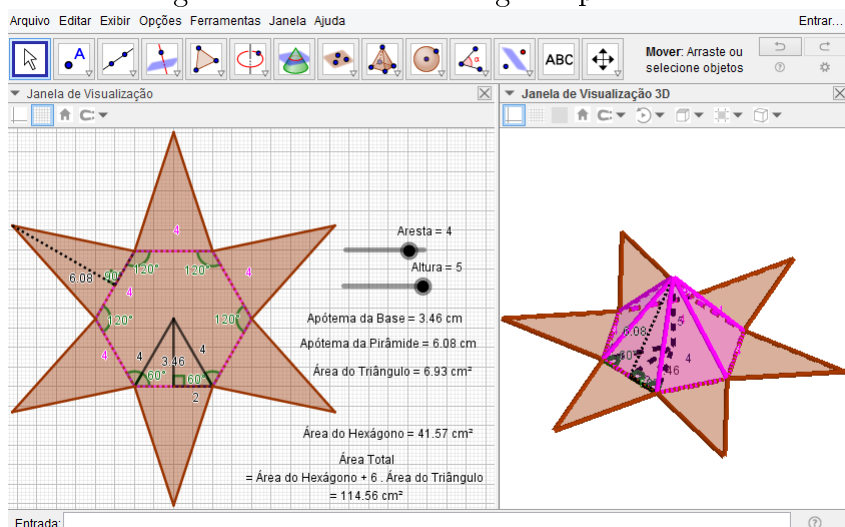 Arquivo Editar Exibir Opções Ferramentas Janela Ajuda
Entrar...
ABC
Mover: Arraste ou
selecione objetos
Janela de Visualização
Janela de Visualização 3D
4
Aresta = 4
120°
120°
4
Altura = 5
6.08
90°
4
120°
120°
Apótema da Base = 3.46 cm
Apótema da Pirâmide = 6.08 cm
4
4
3.46
4
Área do Triângulo = 6.93 cm²
60°
60°
2
Área do Hexágono = 41.57 cm²
Área Total
= Área do Hexágono + 6 . Área do Triângulo
= 114.56 cm²
6.08
5
4
Entrada: